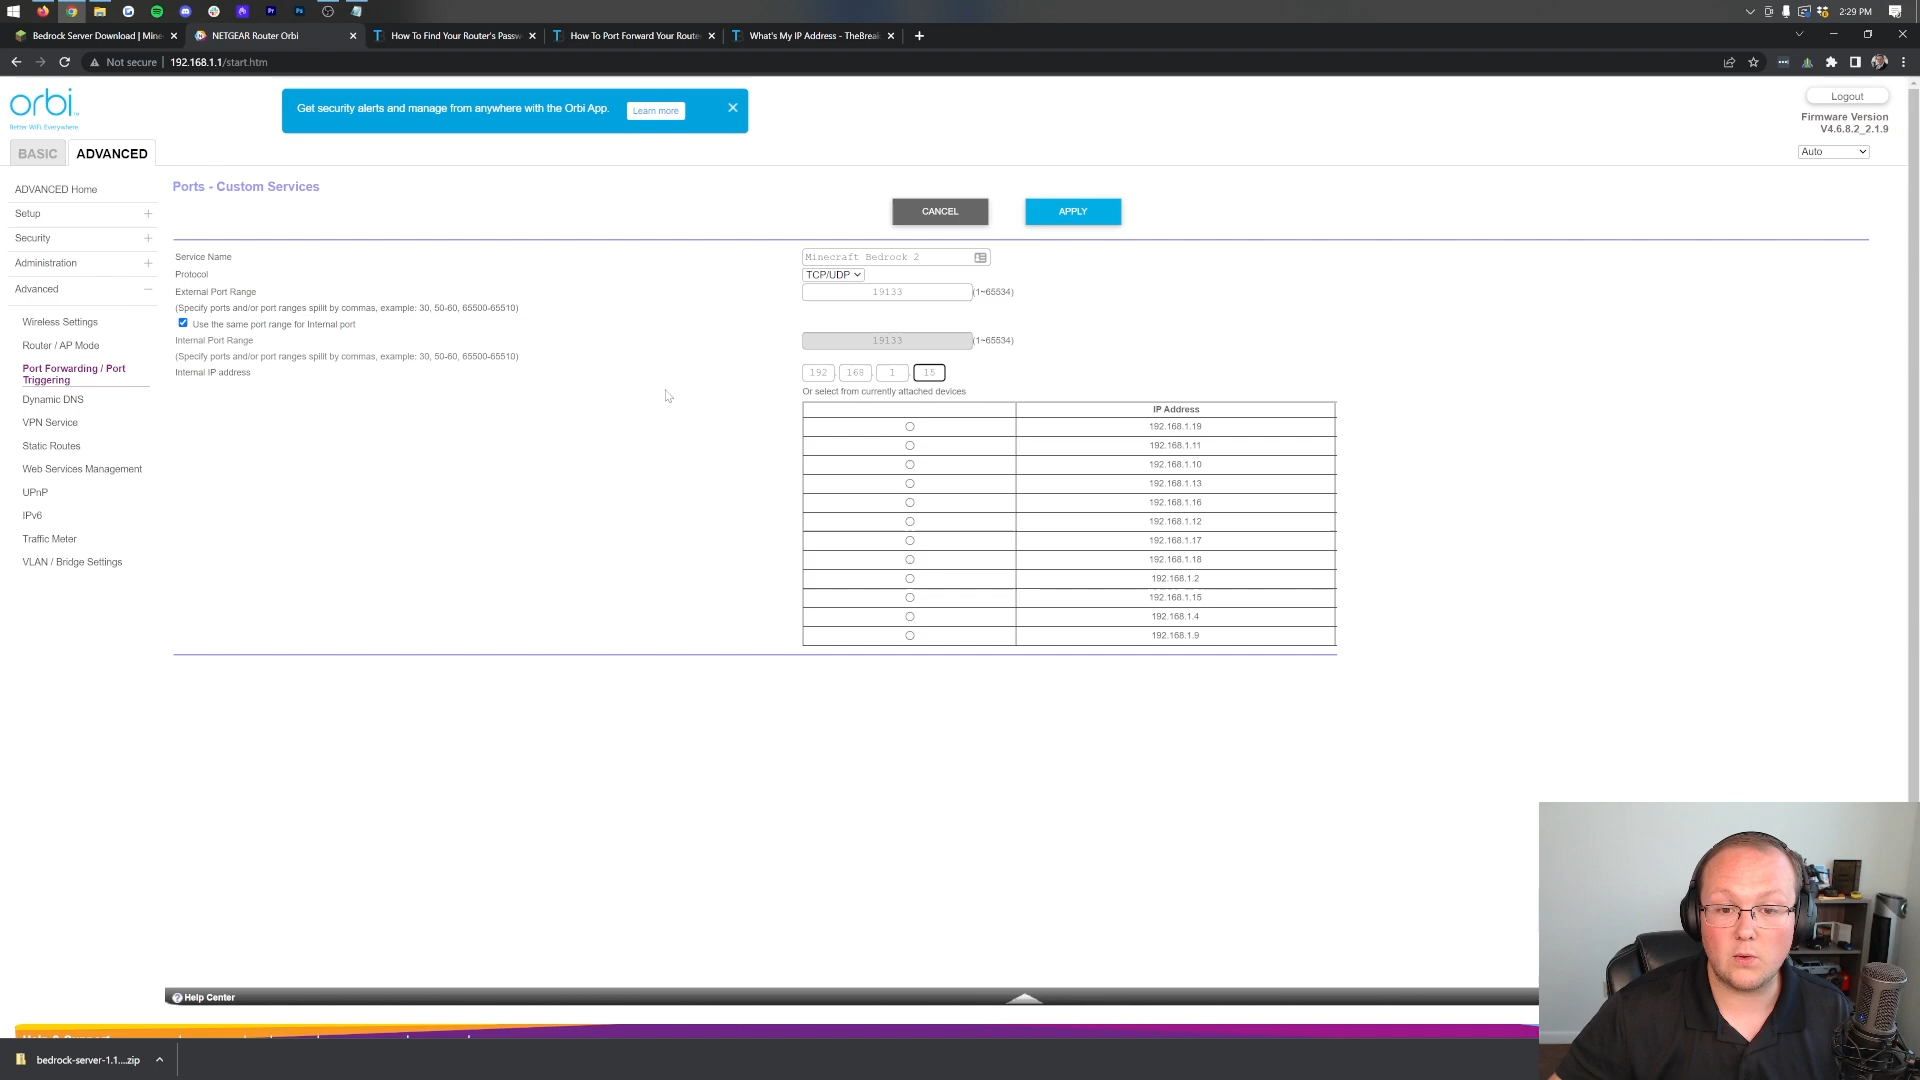 2:29 PM
Bedrock Server Download | Mine
NETGEAR Router Orbi
How To Find Your Router's Passw
How To Port Forward Your Route
What's My IP Address - TheBreak
Not secure | 192.168.1.1/start.htm
orbi
Better WiFi. Everywhere.
Get security alerts and manage from anywhere with the Orbi App.
Learn more
Logout
Firmware Version
V4.6.8.2_2.1.9
Auto
BASIC
ADVANCED
ADVANCED Home
Setup
Security
Administration
Advanced
Wireless Settings
Router / AP Mode
Port Forwarding / Port
Triggering
Dynamic DNS
VPN Service
Static Routes
Web Services Management
UPnP
IPv6
Traffic Meter
VLAN / Bridge Settings
Ports - Custom Services
CANCEL
APPLY
Service Name
Minecraft Bedrock 2
Protocol
TCP/UDP
External Port Range
19133 (1~65534)
(Specify ports and/or port ranges spilit by commas, example: 30, 50-60, 65500-65510)
Use the same port range for Internal port
Internal Port Range
19133 (1~65534)
(Specify ports and/or port ranges spilit by commas, example: 30, 50-60, 65500-65510)
Internal IP address
192 . 168 . 1 . 15
Or select from currently attached devices
IP Address
192.168.1.19
192.168.1.11
192.168.1.10
192.168.1.13
192.168.1.16
192.168.1.12
192.168.1.17
192.168.1.18
192.168.1.2
192.168.1.15
192.168.1.4
192.168.1.9
Help Center
bedrock-server-1.1....zip